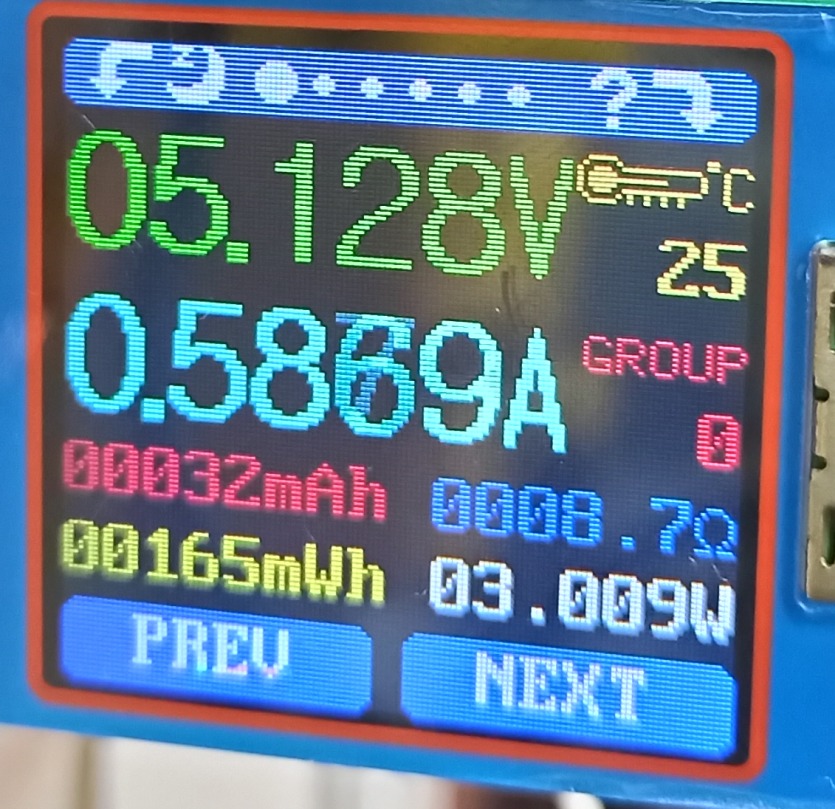 ?
05.128V °C
25
0.5869A GROUP
0
00032mAh 0008.7Ω
00165mWh 03.009W
PREV NEXT